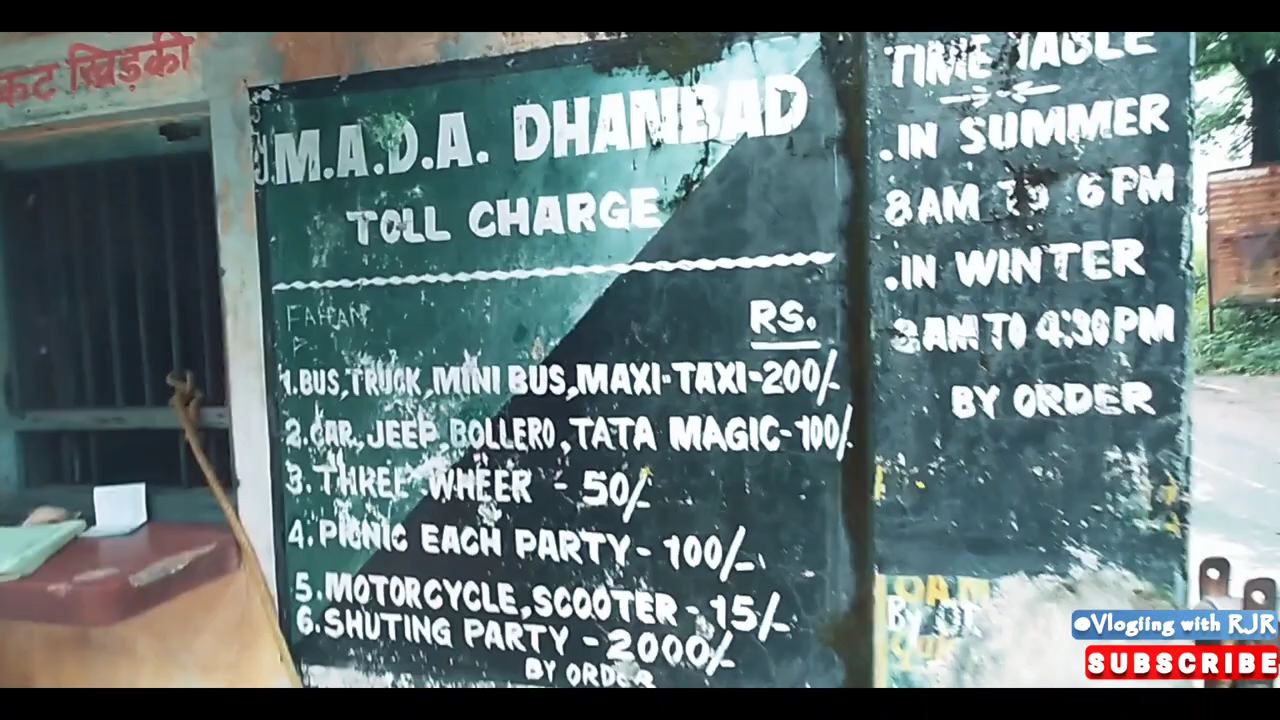 कट खिड़की
M.A.D.A. DHANBAD
TOLL CHARGE
RS.
1.BUS,TRUCK,MINI BUS,MAXI-TAXI-200/-
2.CAR,JEEP,BOLLERO,TATA MAGIC-100/-
3.THREE WHEER - 50/-
4.PICNIC EACH PARTY-100/-
5.MOTORCYCLE,SCOOTER-15/-
6.SHUTING PARTY-2000/-
BY ORDER
TIME TABLE
.IN SUMMER
8AM TO 6PM
.IN WINTER
8AM TO 4:30PM
BY ORDER
Vlogiing with RJR
SUBSCRIBE